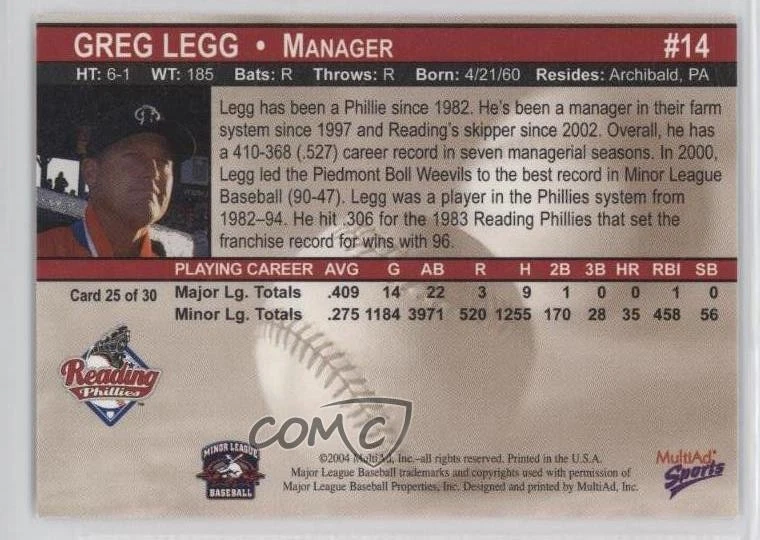 GREG LEGG • MANAGER #14
HT: 6-1 WT: 185 Bats: R Throws: R Born: 4/21/60 Resides: Archibald, PA
Legg has been a Phillie since 1982. He's been a manager in their farm
system since 1997 and Reading's skipper since 2002. Overall, he has
a 410-368 (.527) career record in seven managerial seasons. In 2000,
Legg led the Piedmont Boll Weevils to the best record in Minor League
Baseball (90-47). Legg was a player in the Phillies system from
1982–94. He hit .306 for the 1983 Reading Phillies that set the
franchise record for wins with 96.
PLAYING CAREER AVG G AB R H 2B 3B HR RBI SB
Card 25 of 30
Major Lg. Totals .409 14 22 3 9 1 0 0 1 0
Minor Lg. Totals .275 1184 3971 520 1255 170 28 35 458 56
Reading
Phillies
COMC
MINOR LEAGUE
BASEBALL
©2004 MultiAd, Inc.–all rights reserved. Printed in the U.S.A.
Major League Baseball trademarks and copyrights used with permission of
Major League Baseball Properties, Inc. Designed and printed by MultiAd, Inc.
MultiAd
Sports